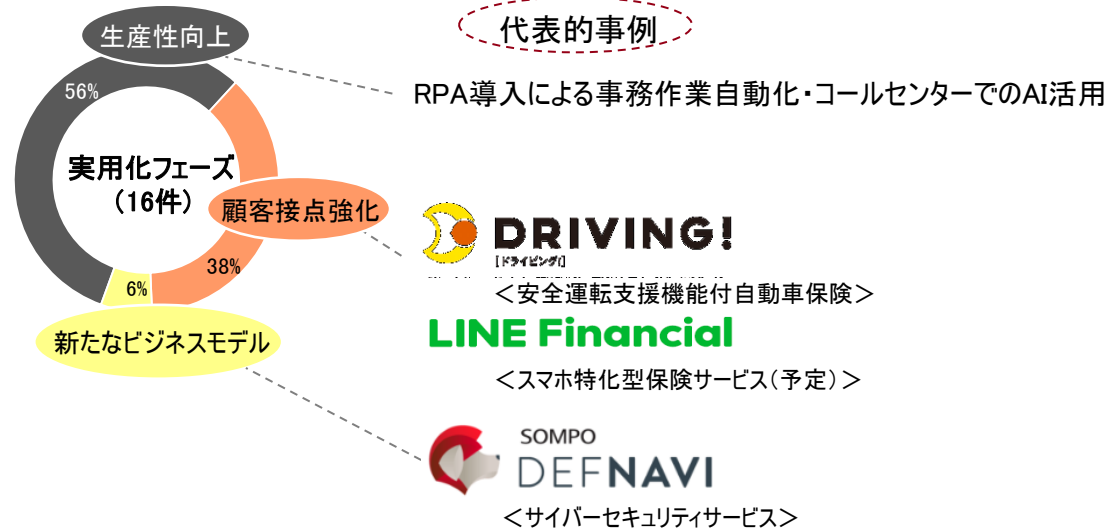 生産性向上
代表的事例
56%
RPA導入による事務作業自動化・コールセンターでのAI活用
実用化フェーズ
（16件）
顧客接点強化
38%
6%
新たなビジネスモデル
DRIVING!
[ドライビング!]
＜安全運転支援機能付自動車保険＞
LINE Financial
＜スマホ特化型保険サービス（予定）＞
SOMPO
DEFNAVI
＜サイバーセキュリティサービス＞